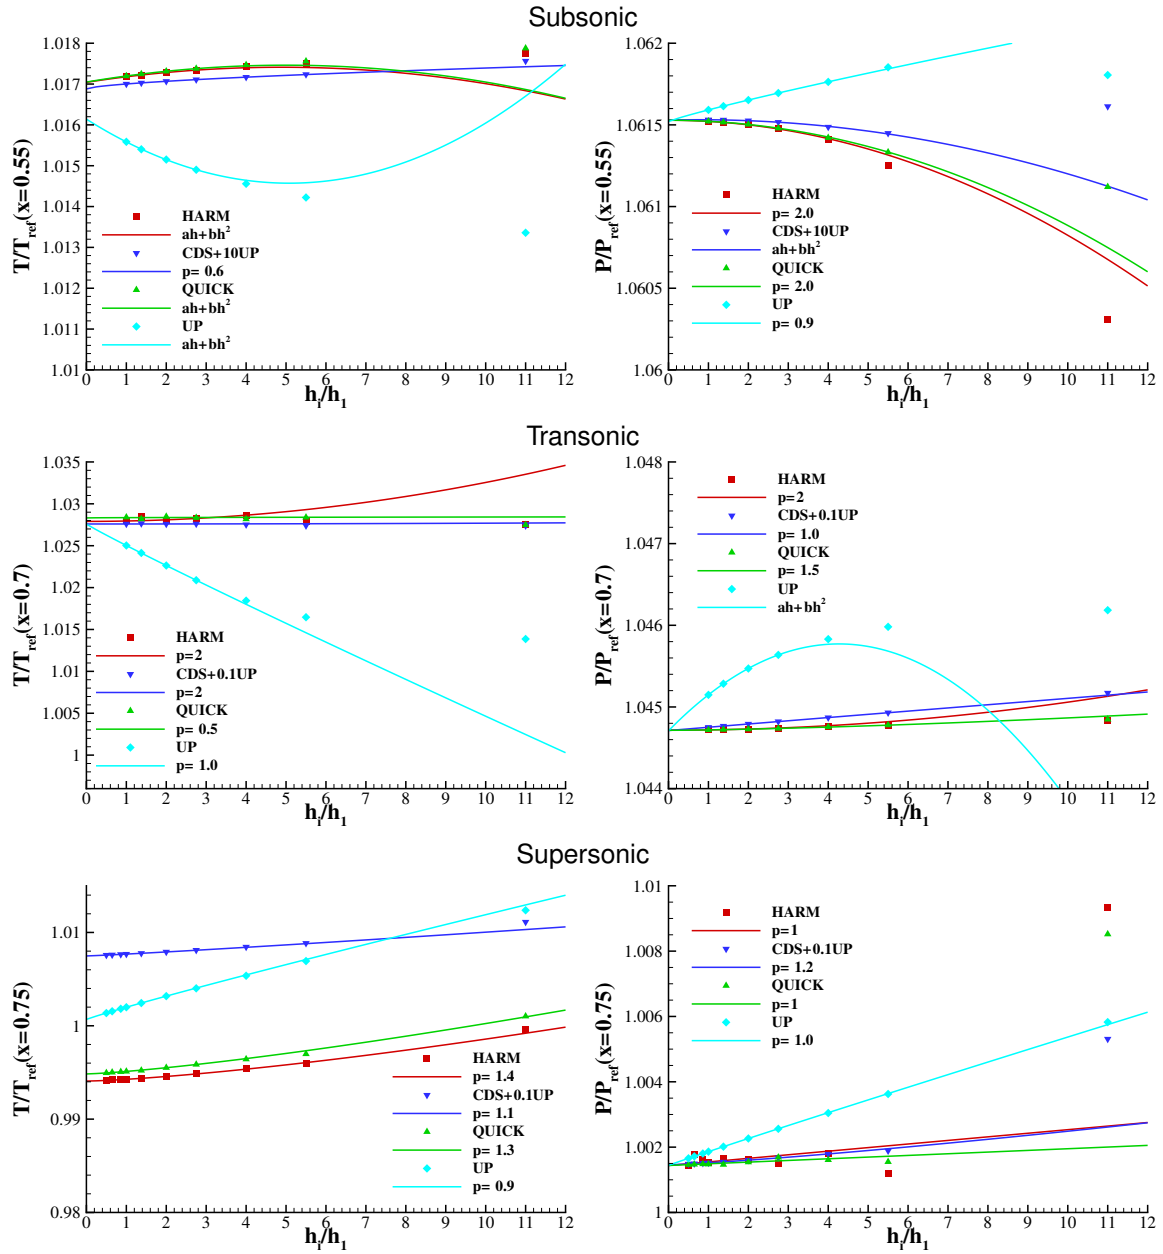 Subsonic
1.018
1.017
1.016
1.015
1.014
1.013
1.012
1.011
1.01
T/T_ref(x=0.55)
HARM
ah+bh²
CDS+10UP
p= 0.6
QUICK
ah+bh²
UP
ah+bh²
0 1 2 3 4 5 6 7 8 9 10 11 12
h_i/h_1
1.062
1.0615
1.061
1.0605
1.06
P/P_ref(x=0.55)
HARM
p= 2.0
CDS+10UP
ah+bh²
QUICK
p= 2.0
UP
p= 0.9
0 1 2 3 4 5 6 7 8 9 10 11 12
h_i/h_1
Transonic
1.035
1.03
1.025
1.02
1.015
1.01
1.005
1
T/T_ref(x=0.7)
HARM
p=2
CDS+0.1UP
p=2
QUICK
p= 0.5
UP
p= 1.0
0 1 2 3 4 5 6 7 8 9 10 11 12
h_i/h_1
1.048
1.047
1.046
1.045
1.044
P/P_ref(x=0.7)
HARM
p=2
CDS+0.1UP
p= 1.0
QUICK
p= 1.5
UP
ah+bh²
0 1 2 3 4 5 6 7 8 9 10 11 12
h_i/h_1
Supersonic
1.01
1
0.99
0.98
T/T_ref(x=0.75)
HARM
p= 1.4
CDS+0.1UP
p= 1.1
QUICK
p= 1.3
UP
p= 0.9
0 1 2 3 4 5 6 7 8 9 10 11 12
h_i/h_1
1.01
1.008
1.006
1.004
1.002
1
P/P_ref(x=0.75)
HARM
p=1
CDS+0.1UP
p= 1.2
QUICK
p=1
UP
p= 1.0
0 1 2 3 4 5 6 7 8 9 10 11 12
h_i/h_1